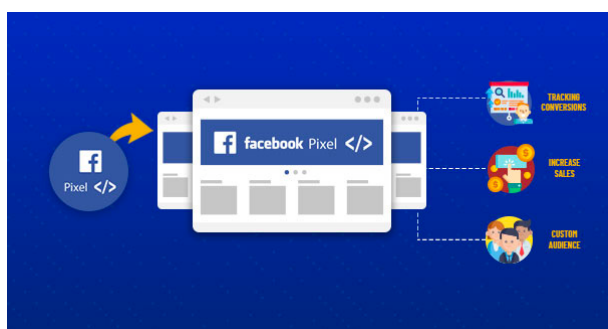 f
Pixel </>
f facebook Pixel </>
TRACKING
CONVERSIONS
INCREASE
SALES
CUSTOM
AUDIENCE